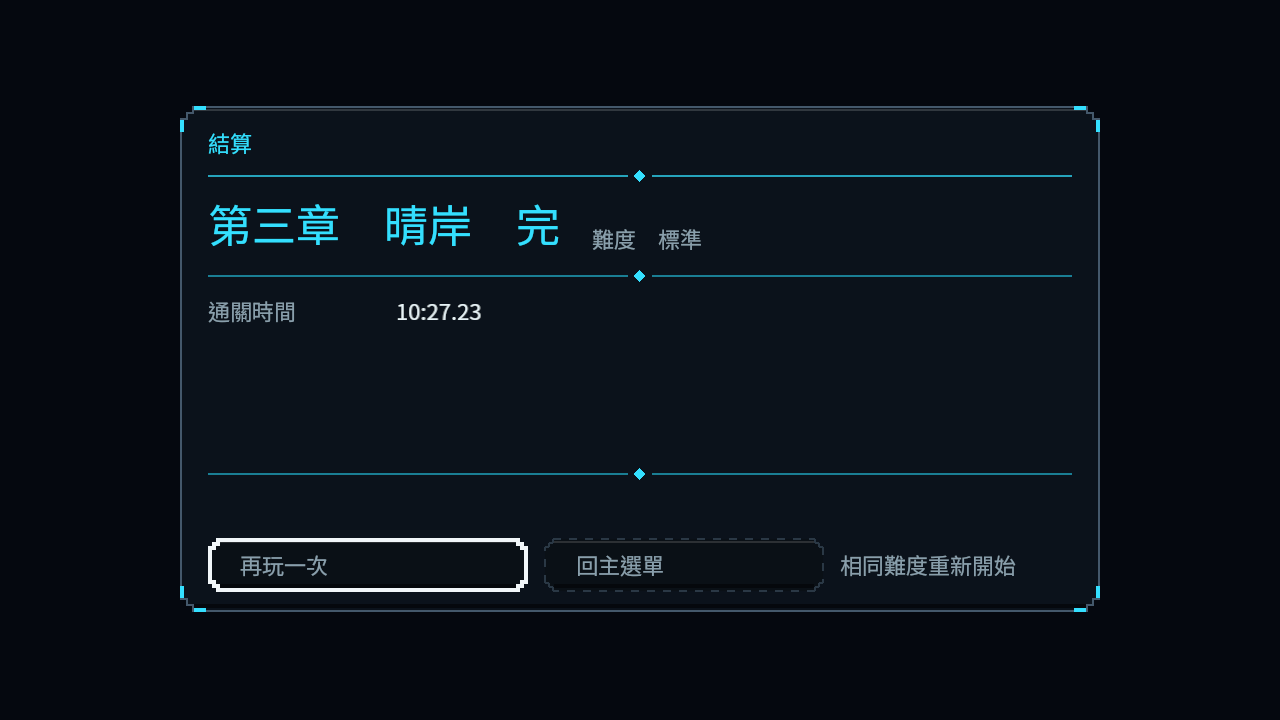 結算
第三章　晴岸　完　難度　標準
通關時間　10:27.23
再玩一次　回主選單　相同難度重新開始